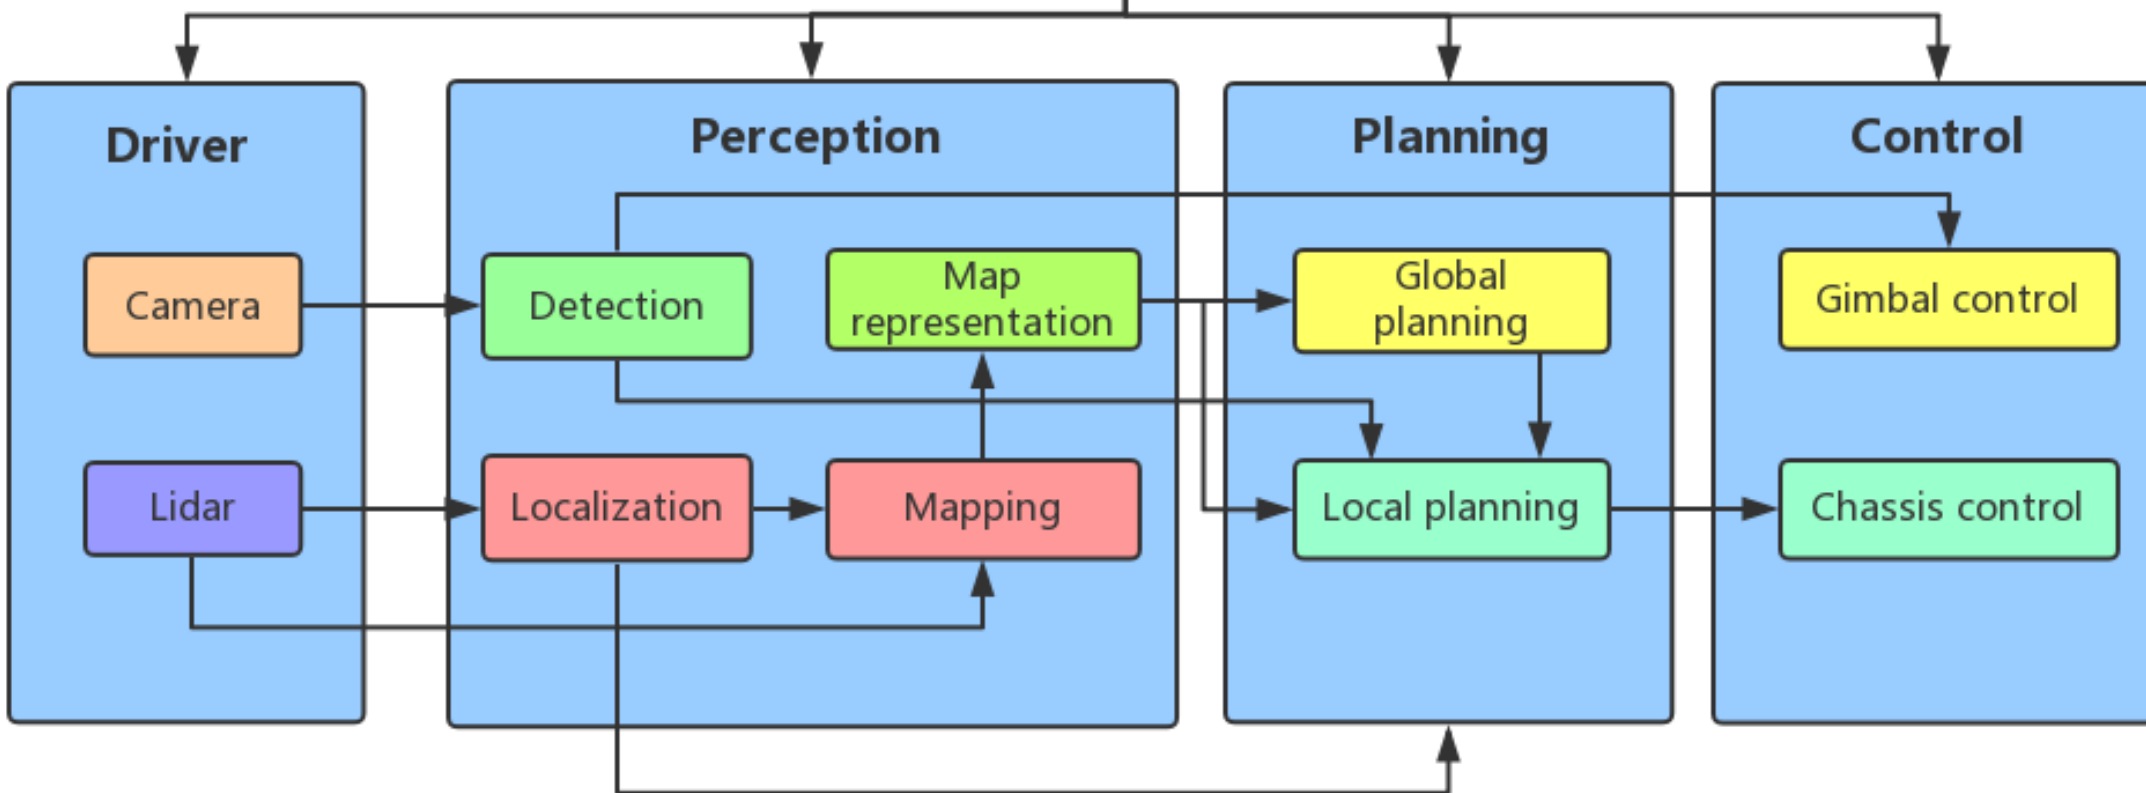 Driver
Perception
Planning
Control
Camera
Detection
Map
representation
Global
planning
Gimbal control
Lidar
Localization
Mapping
Local planning
Chassis control